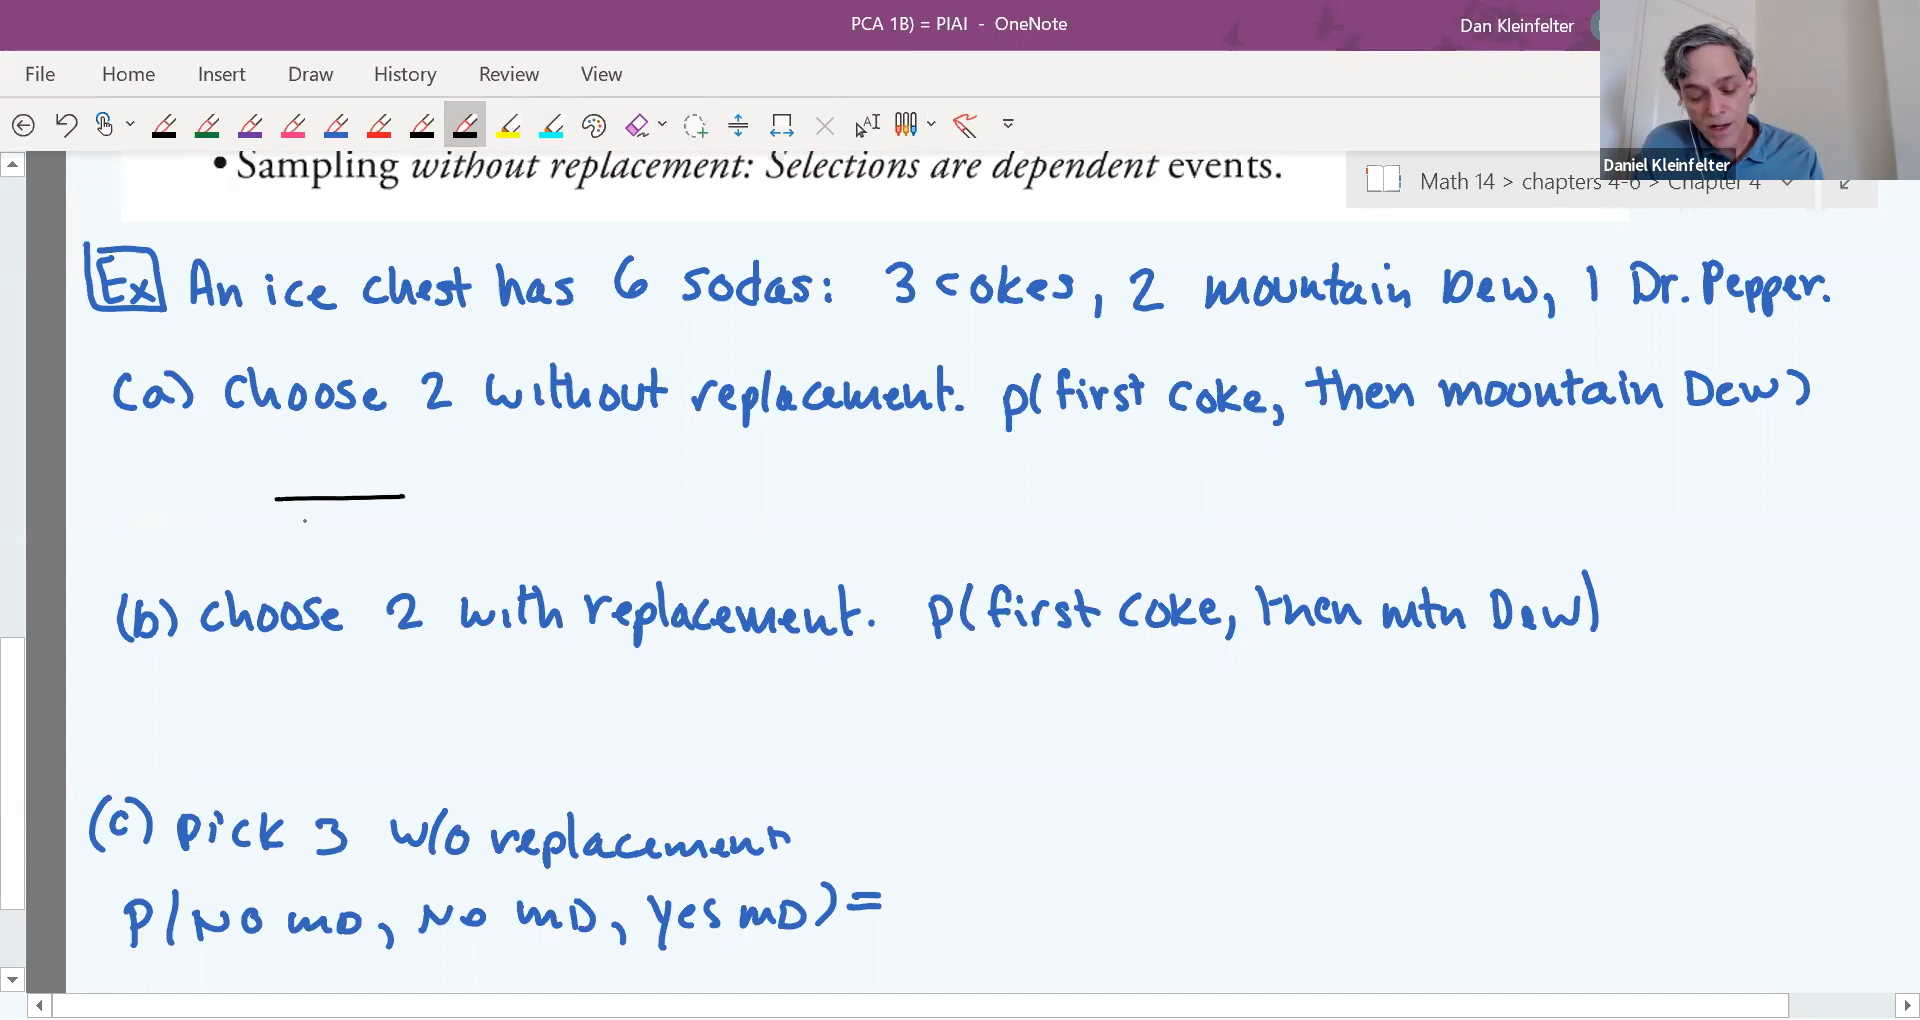 PCA 1B) = PIAI - OneNote
Dan Kleinfelter
File Home Insert Draw History Review View
Daniel Kleinfelter
• Sampling without replacement: Selections are dependent events.
Math 14 > chapters 4-6 > Chapter 4
Ex An ice chest has 6 sodas: 3 cokes, 2 mountain Dew, 1 Dr. Pepper.
(a) choose 2 without replacement. P(first coke, then mountain Dew)
(b) choose 2 with replacement. P(first coke, then mtn Dew)
(c) pick 3 w/o replacement
P(No MD, No MD, yes MD) =